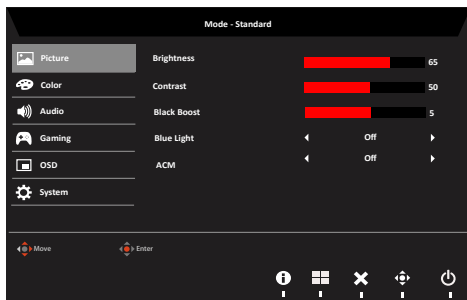 Mode - Standard
Picture
Brightness
65
Color
Contrast
50
Audio
Black Boost
5
Gaming
Blue Light
Off
OSD
ACM
Off
System
Move
Enter